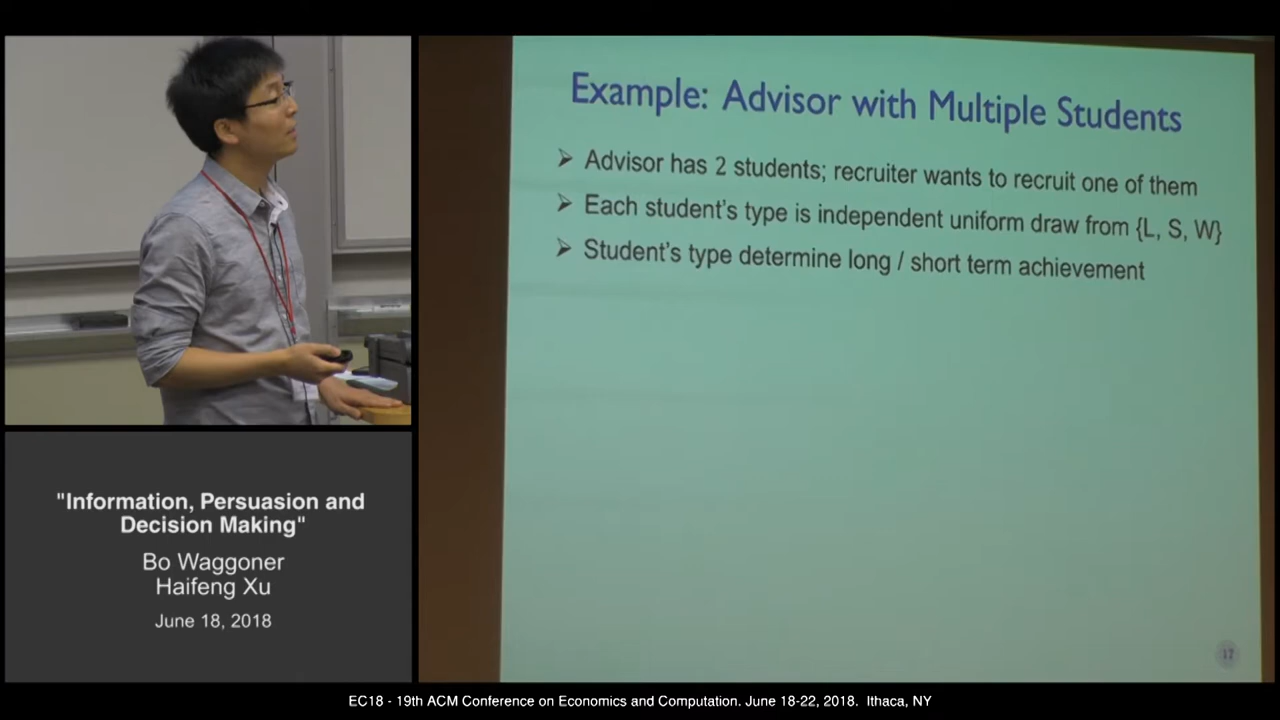 Example: Advisor with Multiple Students
➢ Advisor has 2 students; recruiter wants to recruit one of them
➢ Each student's type is independent uniform draw from {L, S, W}
➢ Student's type determine long / short term achievement
12
"Information, Persuasion and
Decision Making"
Bo Waggoner
Haifeng Xu
June 18, 2018
EC18 - 19th ACM Conference on Economics and Computation. June 18-22, 2018. Ithaca, NY